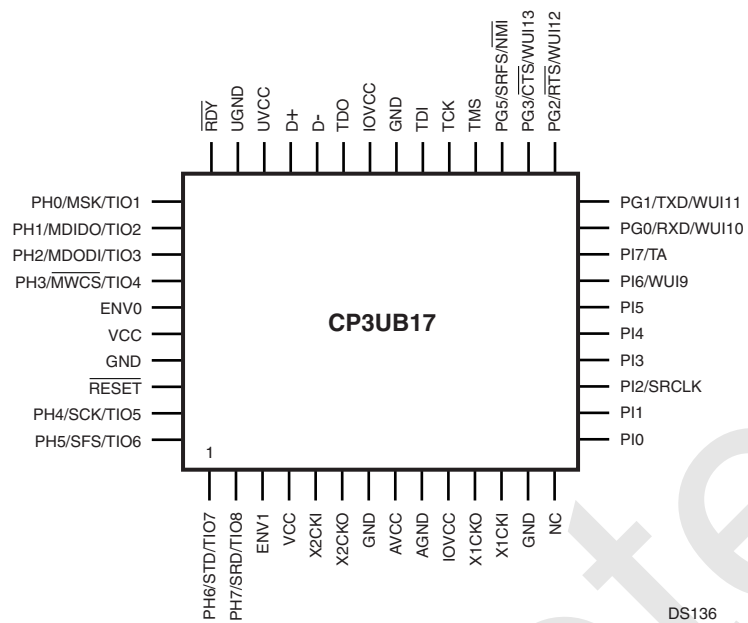 RDY
UGND
UVCC
D+
D-
TDO
IOVCC
GND
TDI
TCK
TMS
PG5/SRFS/NMI
PG3/CTS/WUI13
PG2/RTS/WUI12
PH0/MSK/TIO1
PH1/MDIDO/TIO2
PH2/MDODI/TIO3
PH3/MWCS/TIO4
ENV0
VCC
GND
RESET
PH4/SCK/TIO5
PH5/SFS/TIO6
CP3UB17
1
PG1/TXD/WUI11
PG0/RXD/WUI10
PI7/TA
PI6/WUI9
PI5
PI4
PI3
PI2/SRCLK
PI1
PI0
PH6/STD/TIO7
PH7/SRD/TIO8
ENV1
VCC
X2CKI
X2CKO
GND
AVCC
AGND
IOVCC
X1CKO
X1CKI
GND
NC
DS136